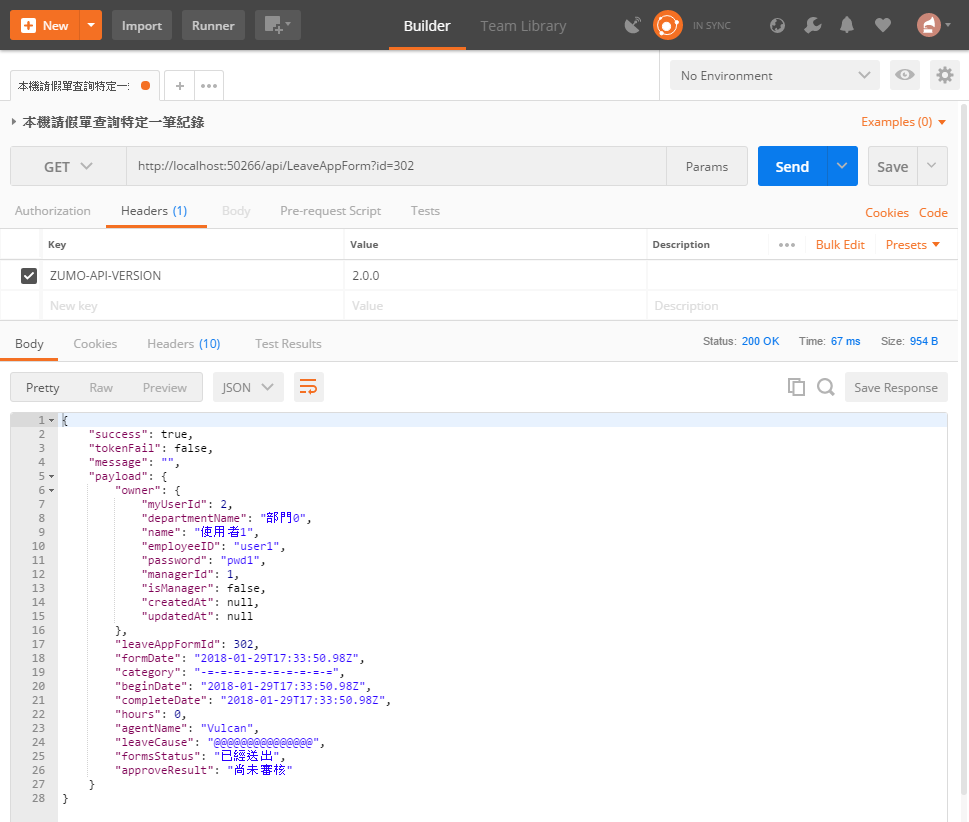 New
Import
Runner
Builder
Team Library
IN SYNC
本機請假單查詢特定一
No Environment
本機請假單查詢特定一筆紀錄
Examples (0)
GET
http://localhost:50266/api/LeaveAppForm?id=302
Params
Send
Save
Authorization
Headers (1)
Body
Pre-request Script
Tests
Cookies
Code
Key
Value
Description
Bulk Edit
Presets
ZUMO-API-VERSION
2.0.0
New key
Value
Description
Body
Cookies
Headers (10)
Test Results
Status: 200 OK
Time: 67 ms
Size: 954 B
Pretty
Raw
Preview
JSON
Save Response
1 {
2 "success": true,
3 "tokenFail": false,
4 "message": "",
5 "payload": {
6 "owner": {
7 "myUserId": 2,
8 "departmentName": "部門0",
9 "name": "使用者1",
10 "employeeID": "user1",
11 "password": "pwd1",
12 "managerId": 1,
13 "isManager": false,
14 "createdAt": null,
15 "updatedAt": null
16 },
17 "leaveAppFormId": 302,
18 "formDate": "2018-01-29T17:33:50.98Z",
19 "category": "-=-=-=-=-=-=-=-=-=-=",
20 "beginDate": "2018-01-29T17:33:50.98Z",
21 "completeDate": "2018-01-29T17:33:50.98Z",
22 "hours": 0,
23 "agentName": "Vulcan",
24 "leaveCause": "@@@@@@@@@@@@@@@",
25 "formsStatus": "已經送出",
26 "approveResult": "尚未審核"
27 }
28 }